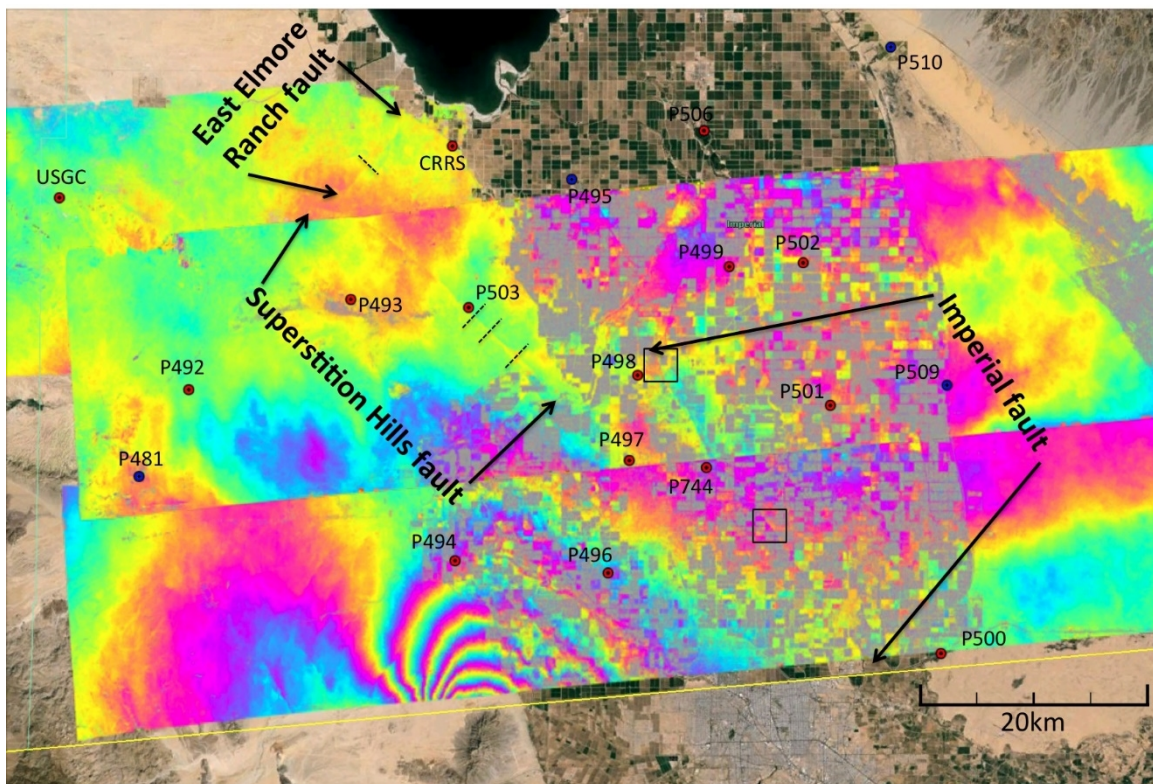 P510
East Elmore
Ranch fault
P506
CRRS
USGC
P495
Imperial
P499
P502
P493
P503
Superstition Hills fault
Imperial fault
P498
P492
P501
P509
P497
P481
P744
P494
P496
P500
20km